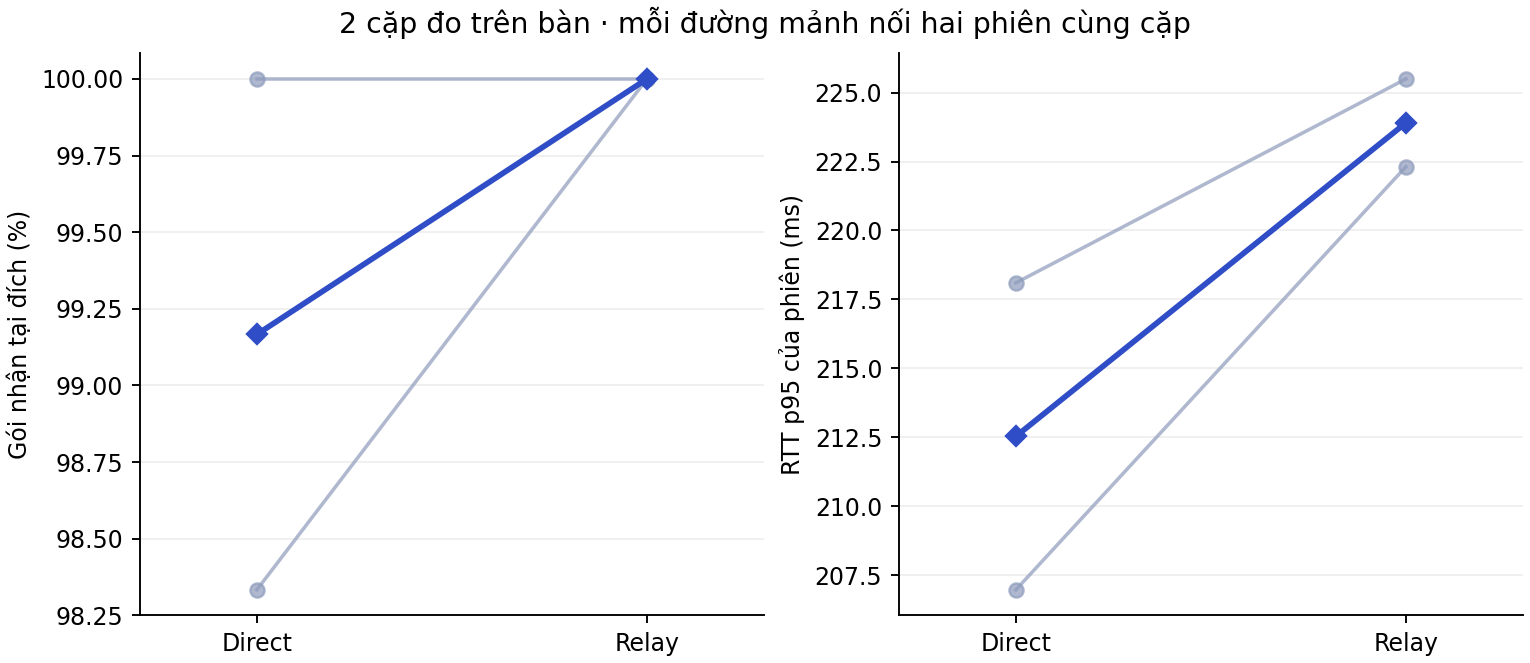 2 cặp đo trên bàn · mỗi đường mảnh nối hai phiên cùng cặp
Gói nhận tại đích (%)
100.00
99.75
99.50
99.25
99.00
98.75
98.50
98.25
Direct
Relay
RTT p95 của phiên (ms)
225.0
222.5
220.0
217.5
215.0
212.5
210.0
207.5
Direct
Relay